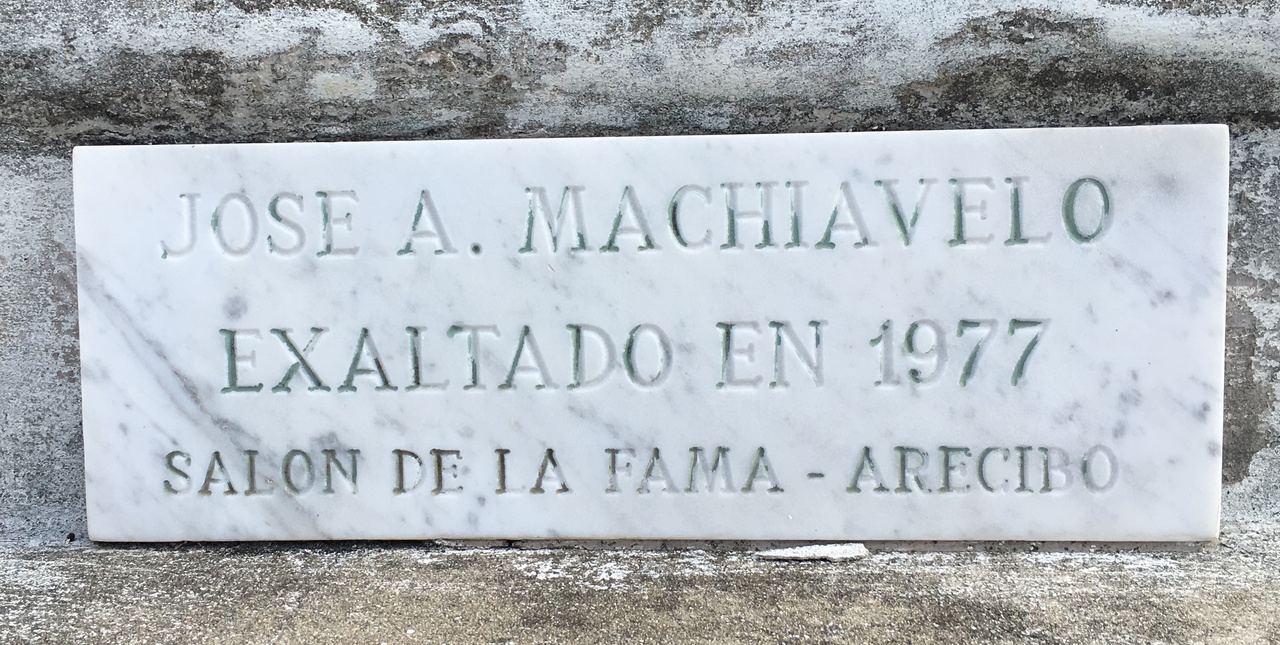 JOSE A. MACHIAVELO
EXALTADO EN 1977
SALON DE LA FAMA - ARECIBO